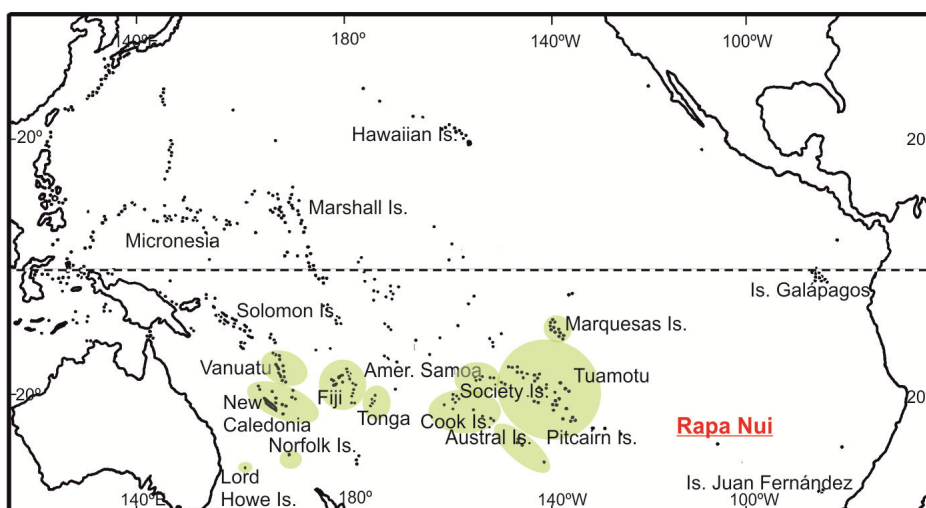 140ºE
180º
140ºW
100ºW
-20º
20
Hawaiian Is.
Marshall Is.
Micronesia
Is. Galápagos
Solomon Is.
Marquesas Is.
Vanuatu
Amer. Samoa
Tuamotu
Fiji
Society Is.
-20º
20
New
Caledonia
Tonga
Cook Is.
Rapa Nui
Norfolk Is.
Austral Is.
Pitcairn Is.
Lord
Howe Is.
Is. Juan Fernández
140ºE
180º
140ºW
100ºW